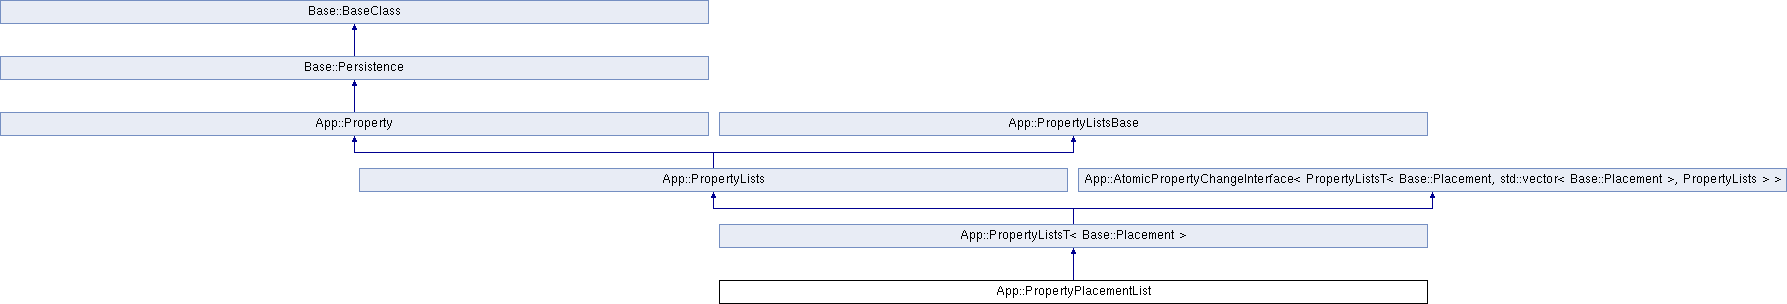 Base::BaseClass
Base::Persistence
App::Property
App::PropertyListsBase
App::PropertyLists
App::AtomicPropertyChangeInterface< PropertyListsT< Base::Placement, std::vector< Base::Placement >, PropertyLists > >
App::PropertyListsT< Base::Placement >
App::PropertyPlacementList